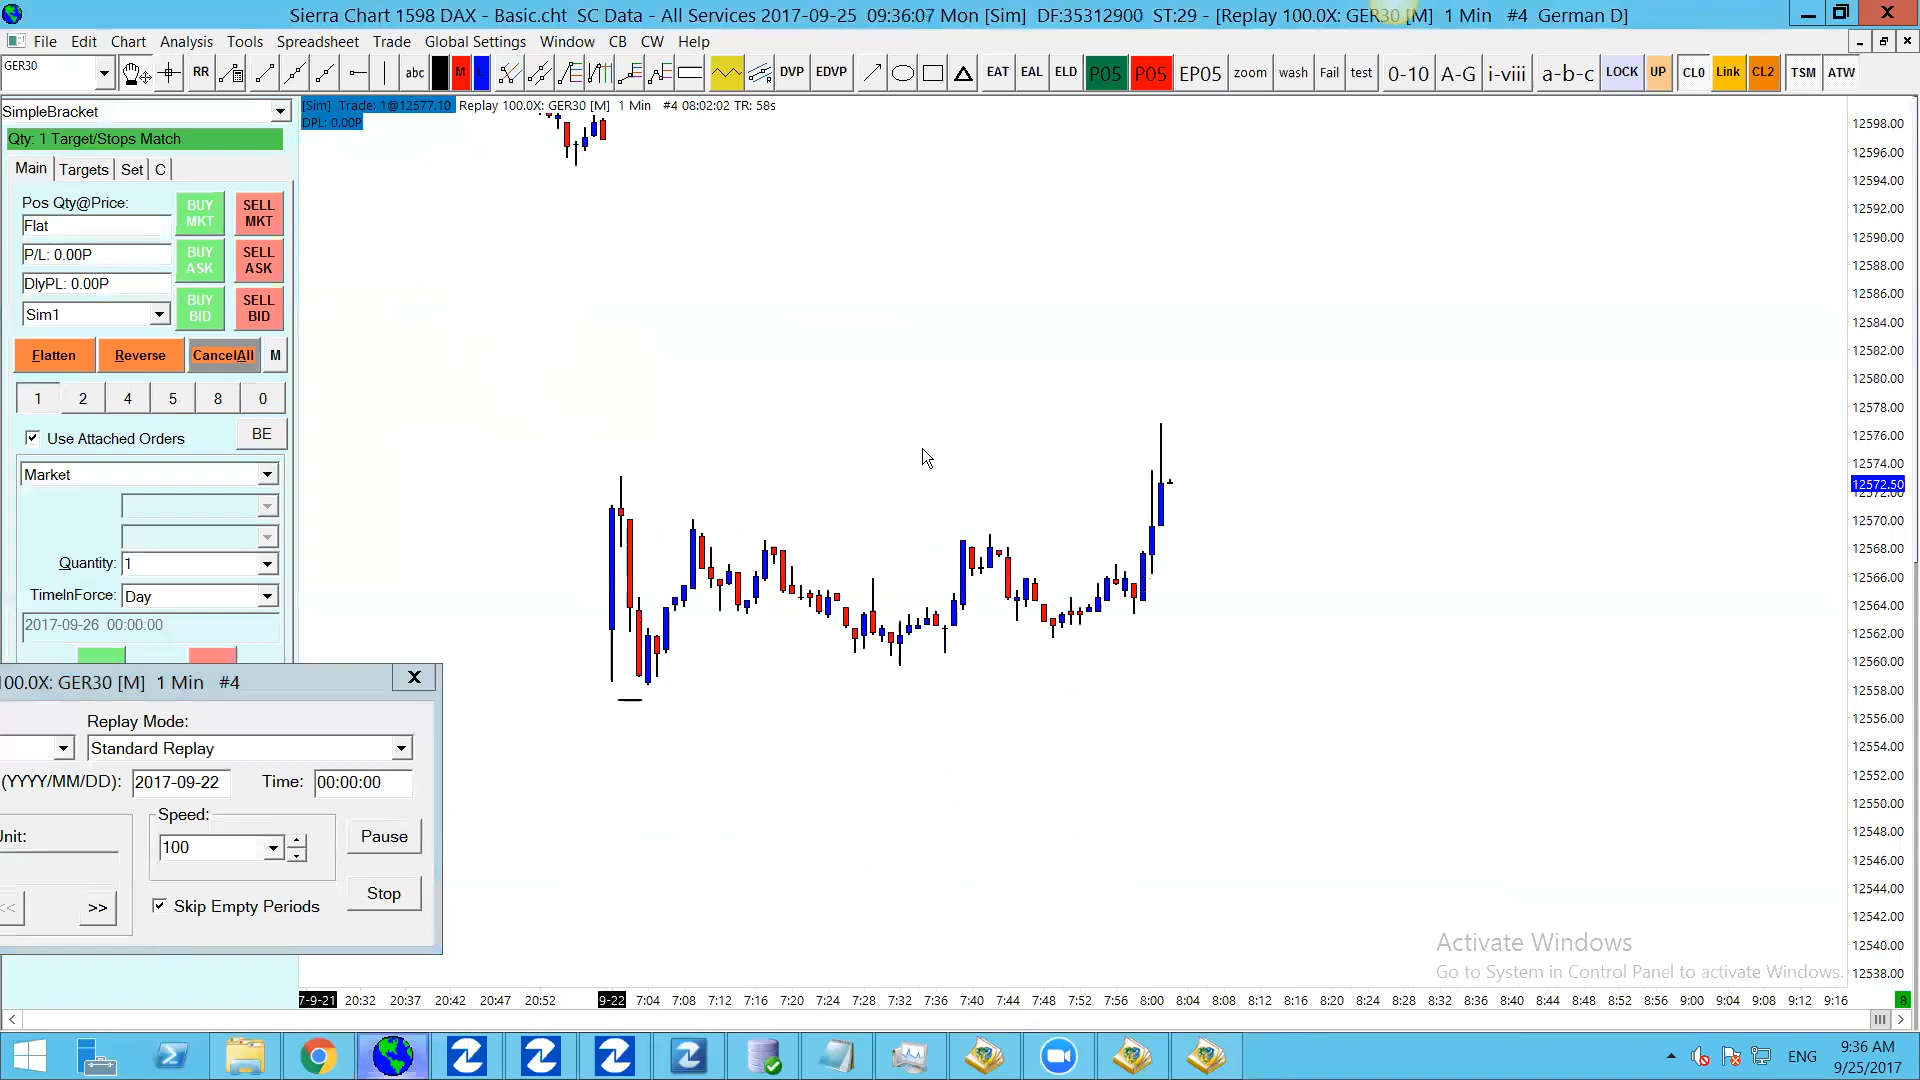 Sierra Chart 1598 DAX - Basic.cht SC Data - All Services 2017-09-25 09:36:07 Mon [Sim] DF:35312900 ST:29 - [Replay 100.0X: GER30 [M] 1 Min #4 German D]
File Edit Chart Analysis Tools Spreadsheet Trade Global Settings Window CB CW Help
GER30 RR abc M L DVP EDVP EAT EAL ELD P05 P05 EP05 zoom wash Fail test 0-10 A-G i-viii a-b-c LOCK UP CL0 Link CL2 TSM ATW
SimpleBracket
[Sim] Trade: 1@12577.10 Replay 100.0X: GER30 [M] 1 Min #4 08:02:02 TR: 58s
DPL: 0.00P
Qty: 1 Target/Stops Match
Main Targets Set C
Pos Qty@Price:
Flat
BUY MKT
SELL MKT
P/L: 0.00P
BUY ASK
SELL ASK
DlyPL: 0.00P
Sim1
BUY BID
SELL BID
Flatten Reverse CancelAll M
1 2 4 5 8 0
Use Attached Orders BE
Market
Quantity: 1
TimeInForce: Day
2017-09-26 00:00:00
100.0X: GER30 [M] 1 Min #4 X
Replay Mode:
Standard Replay
(YYYY/MM/DD): 2017-09-22 Time: 00:00:00
Speed:
Unit:
100
Pause
Stop
<< >>
Skip Empty Periods
12598.00
12596.00
12594.00
12592.00
12590.00
12588.00
12586.00
12584.00
12582.00
12580.00
12578.00
12576.00
12574.00
12572.50
12572.00
12570.00
12568.00
12566.00
12564.00
12562.00
12560.00
12558.00
12556.00
12554.00
12552.00
12550.00
12548.00
12546.00
12544.00
12542.00
12540.00
12538.00
Activate Windows
Go to System in Control Panel to activate Windows.
7-9-21 20:32 20:37 20:42 20:47 20:52 9-22 7:04 7:08 7:12 7:16 7:20 7:24 7:28 7:32 7:36 7:40 7:44 7:48 7:52 7:56 8:00 8:04 8:08 8:12 8:16 8:20 8:24 8:28 8:32 8:36 8:40 8:44 8:48 8:52 8:56 9:00 9:04 9:08 9:12 9:16 8
ENG
9:36 AM
9/25/2017